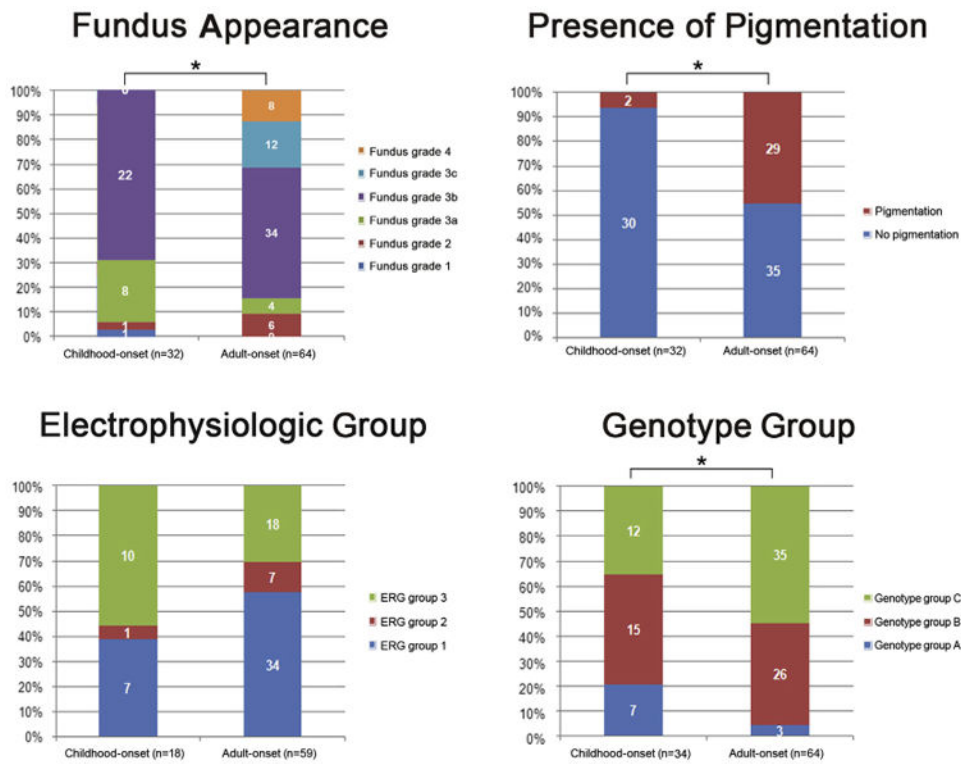 Fundus Appearance
*
100%
90%
80%
70%
60%
50%
40%
30%
20%
10%
0%
0
22
8
1
1
8
12
34
4
6
0
Childhood-onset (n=32)
Adult-onset (n=64)
Fundus grade 4
Fundus grade 3c
Fundus grade 3b
Fundus grade 3a
Fundus grade 2
Fundus grade 1
Presence of Pigmentation
*
100%
90%
80%
70%
60%
50%
40%
30%
20%
10%
0%
2
30
29
35
Childhood-onset (n=32)
Adult-onset (n=64)
Pigmentation
No pigmentation
Electrophysiologic Group
100%
90%
80%
70%
60%
50%
40%
30%
20%
10%
0%
10
1
7
18
7
34
Childhood-onset (n=18)
Adult-onset (n=59)
ERG group 3
ERG group 2
ERG group 1
Genotype Group
*
100%
90%
80%
70%
60%
50%
40%
30%
20%
10%
0%
12
15
7
35
26
3
Childhood-onset (n=34)
Adult-onset (n=64)
Genotype group C
Genotype group B
Genotype group A